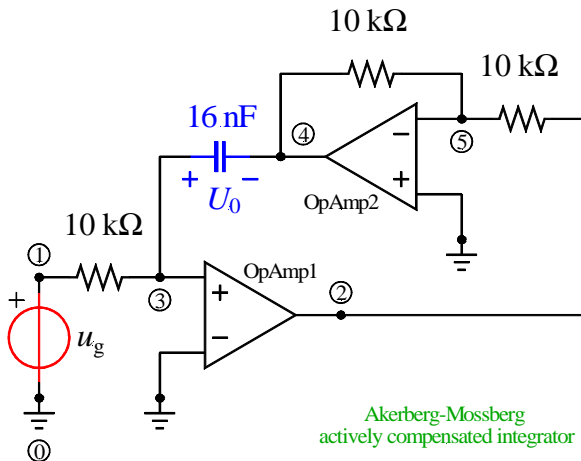 10 kΩ
10 kΩ
16 nF
4
5
+ −
U0
−
+
OpAmp2
10 kΩ
OpAmp1
1
3
2
+
ug
+
−
0
Akerberg-Mossberg
actively compensated integrator